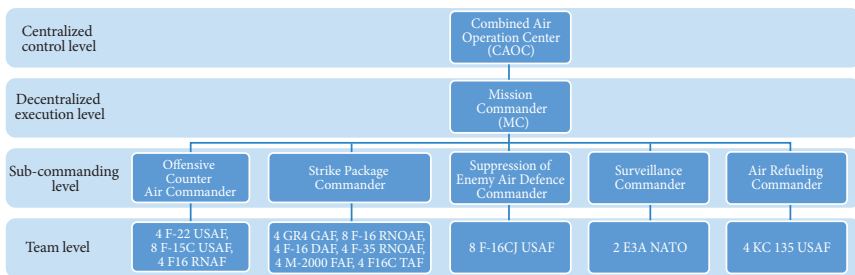 Centralized
control level
Combined Air
Operation Center
(CAOC)
Decentralized
execution level
Mission
Commander
(MC)
Sub-commanding
level
Offensive
Counter
Air Commander
Strike Package
Commander
Suppression of
Enemy Air Defence
Commander
Surveillance
Commander
Air Refueling
Commander
Team level
4 F-22 USAF,
8 F-15C USAF,
4 F16 RNAF
4 GR4 GAF, 8 F-16 RNOAF,
4 F-16 DAF, 4 F-35 RNOAF,
4 M-2000 FAF, 4 F16C TAF
8 F-16CJ USAF
2 E3A NATO
4 KC 135 USAF